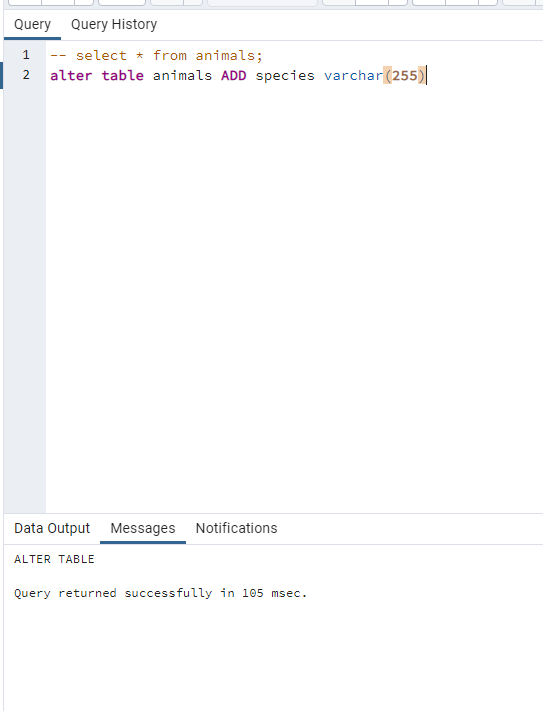 Query Query History
1 -- select * from animals;
2 alter table animals ADD species varchar(255)
Data Output Messages Notifications
ALTER TABLE
Query returned successfully in 105 msec.